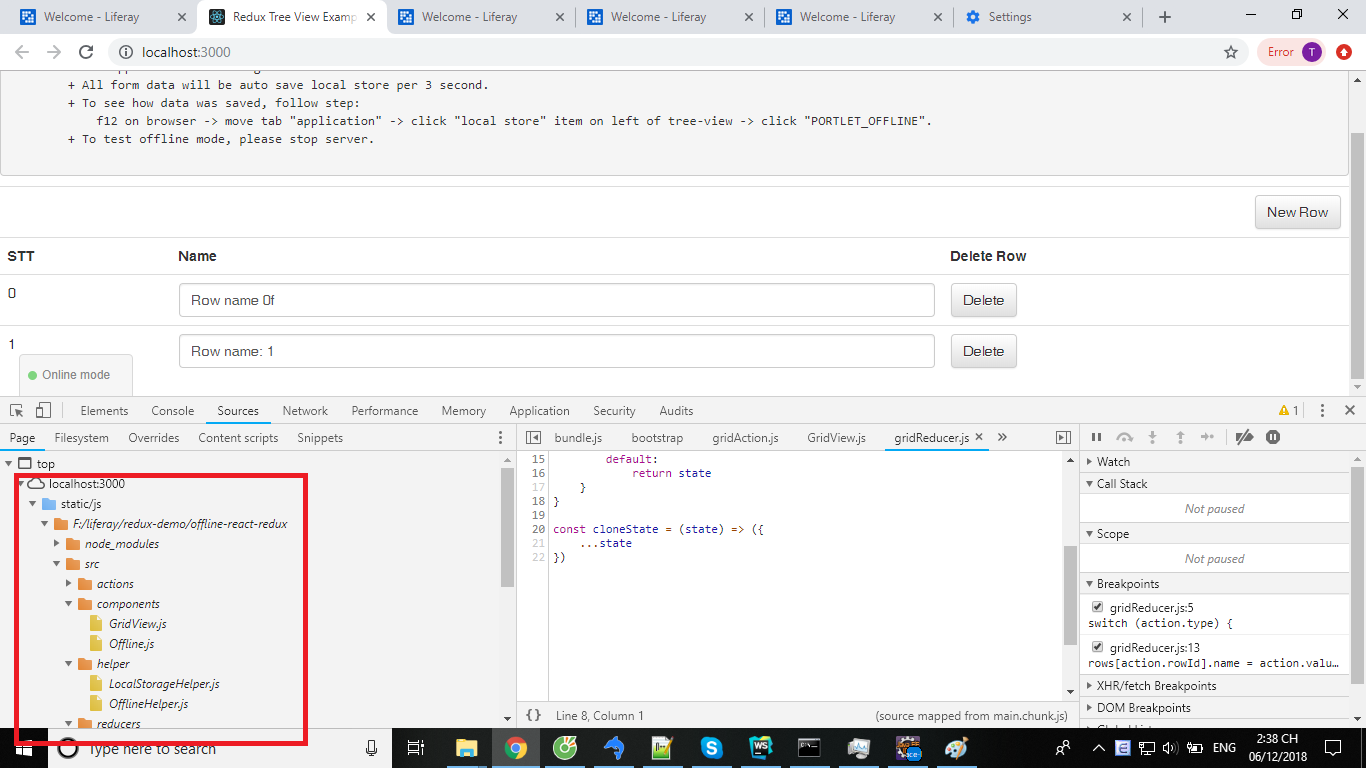 Welcome - Liferay
Redux Tree View Examp
Welcome - Liferay
Welcome - Liferay
Welcome - Liferay
Settings
localhost:3000
Error
T
+ All form data will be auto save local store per 3 second.
+ To see how data was saved, follow step:
f12 on browser -> move tab "application" -> click "local store" item on left of tree-view -> click "PORTLET_OFFLINE".
+ To test offline mode, please stop server.
New Row
STT Name Delete Row
0 Row name 0f Delete
1 Row name: 1 Delete
Online mode
Elements Console Sources Network Performance Memory Application Security Audits 1
Page Filesystem Overrides Content scripts Snippets
bundle.js bootstrap gridAction.js GridView.js gridReducer.js
top
localhost:3000
static/js
F:/liferay/redux-demo/offline-react-redux
node_modules
src
actions
components
GridView.js
Offline.js
helper
LocalStorageHelper.js
OfflineHelper.js
reducers
15 default:
16 return state
17 }
18 }
19
20 const cloneState = (state) => ({
21 ...state
22 })
{} Line 8, Column 1 (source mapped from main.chunk.js)
Watch
Call Stack
Not paused
Scope
Not paused
Breakpoints
gridReducer.js:5
switch (action.type) {
gridReducer.js:13
rows[action.rowId].name = action.valu…
XHR/fetch Breakpoints
DOM Breakpoints
Type here to search
WS
ENG
2:38 CH
06/12/2018